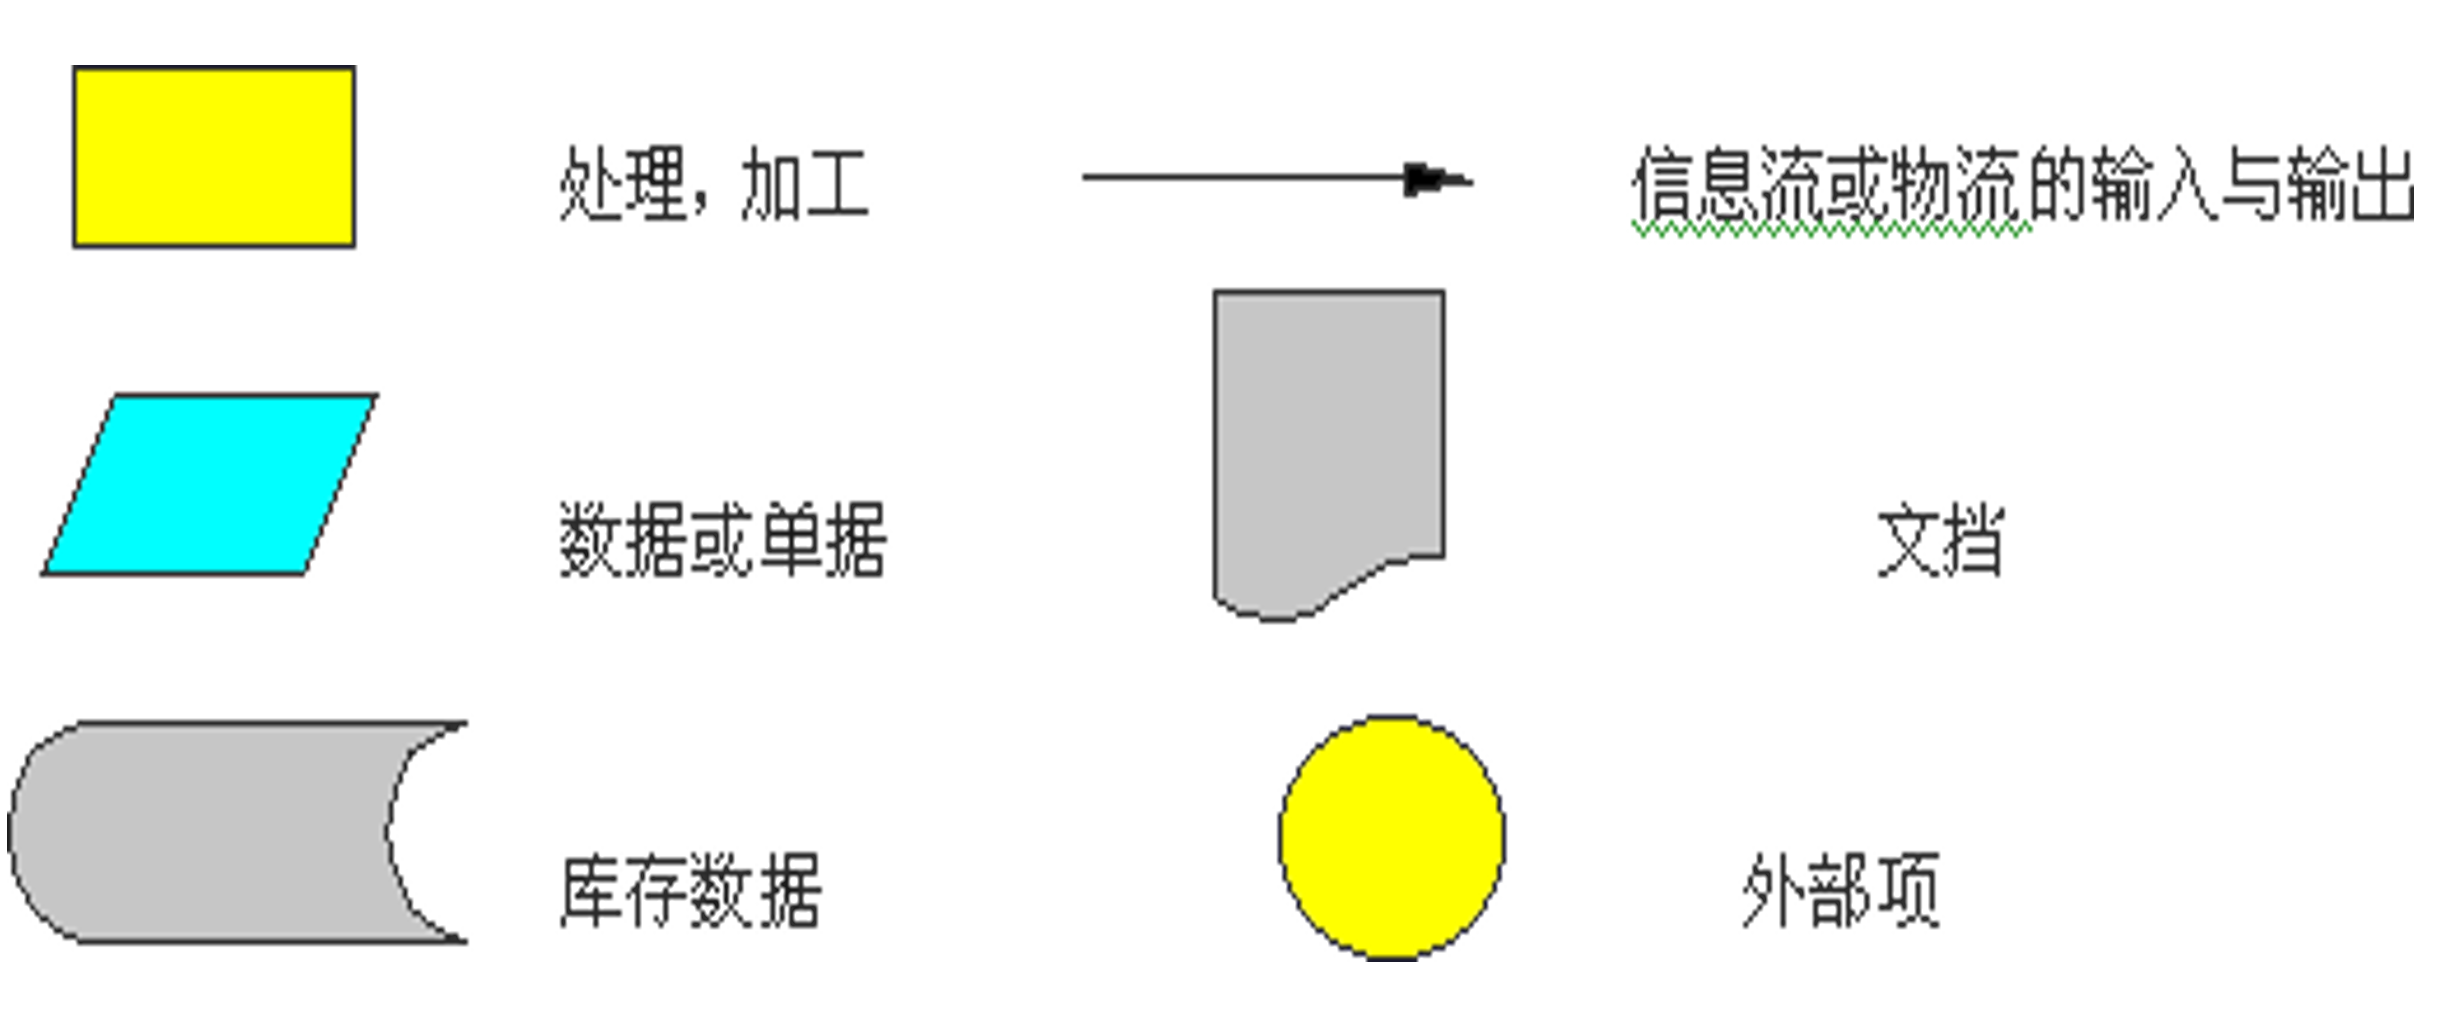 处理，加工
信息流或物流的输入与输出
数据或单据
文挡
库存数据
外部项